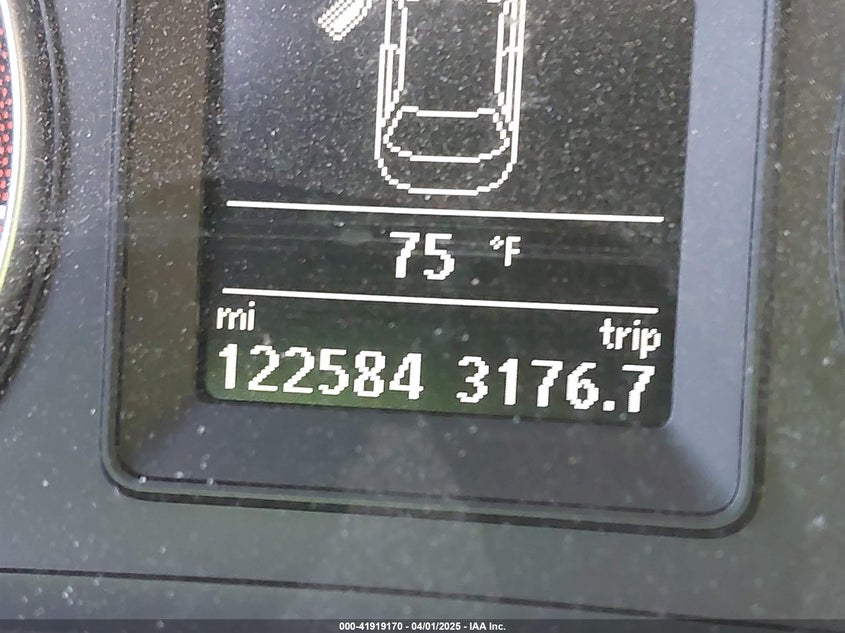 75 °F
mi trip
122584 3176.7
000-41919170 - 04/01/2025 - IAA Inc.